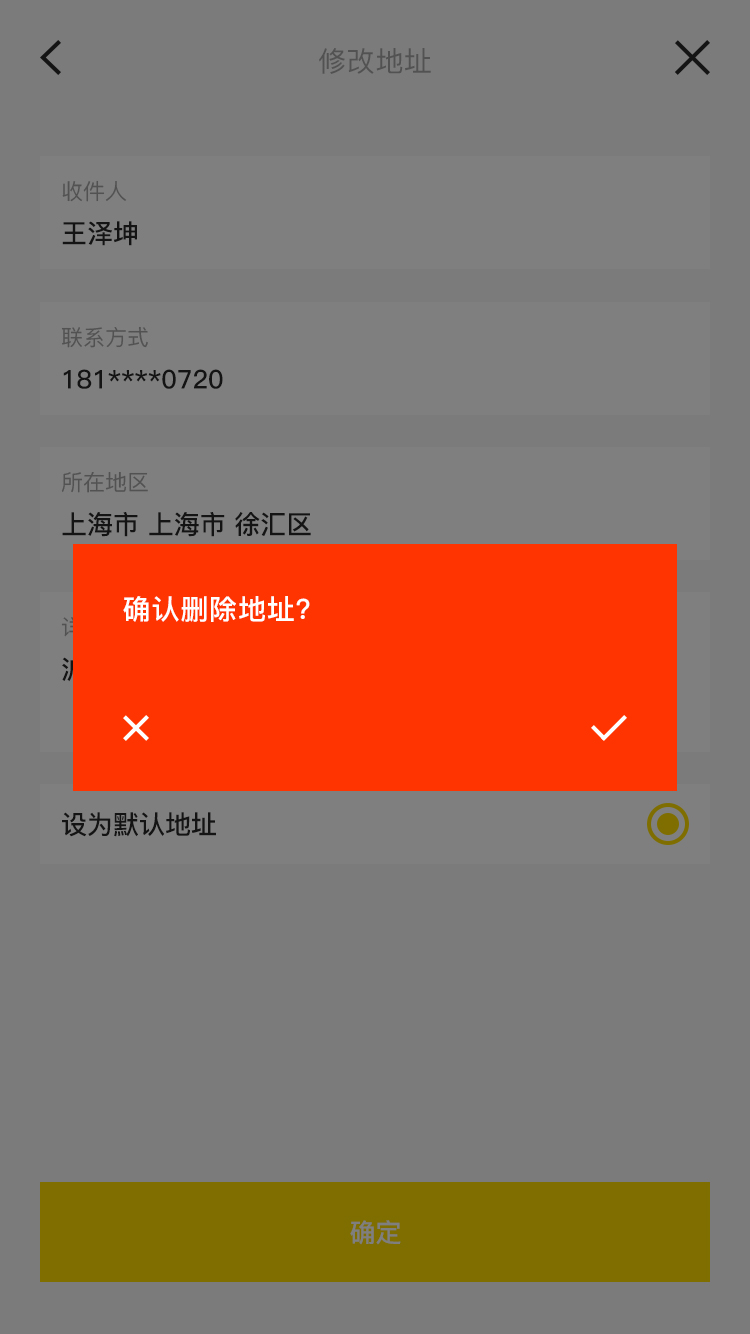 修改地址
收件人
王泽坤
联系方式
181****0720
所在地区
上海市 上海市 徐汇区
确认删除地址?
设为默认地址
确定